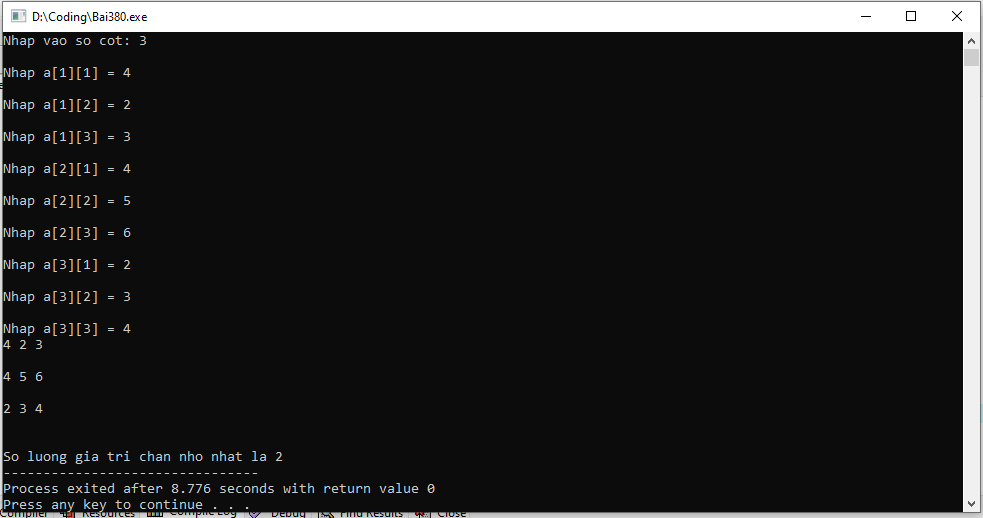 D:\Coding\Bai380.exe
Nhap vao so cot: 3
Nhap a[1][1] = 4
Nhap a[1][2] = 2
Nhap a[1][3] = 3
Nhap a[2][1] = 4
Nhap a[2][2] = 5
Nhap a[2][3] = 6
Nhap a[3][1] = 2
Nhap a[3][2] = 3
Nhap a[3][3] = 4
4 2 3
4 5 6
2 3 4
So luong gia tri chan nho nhat la 2
--------------------------------
Process exited after 8.776 seconds with return value 0
Press any key to continue . . .
Compiler Resources Compile Log Debug Find Results Close